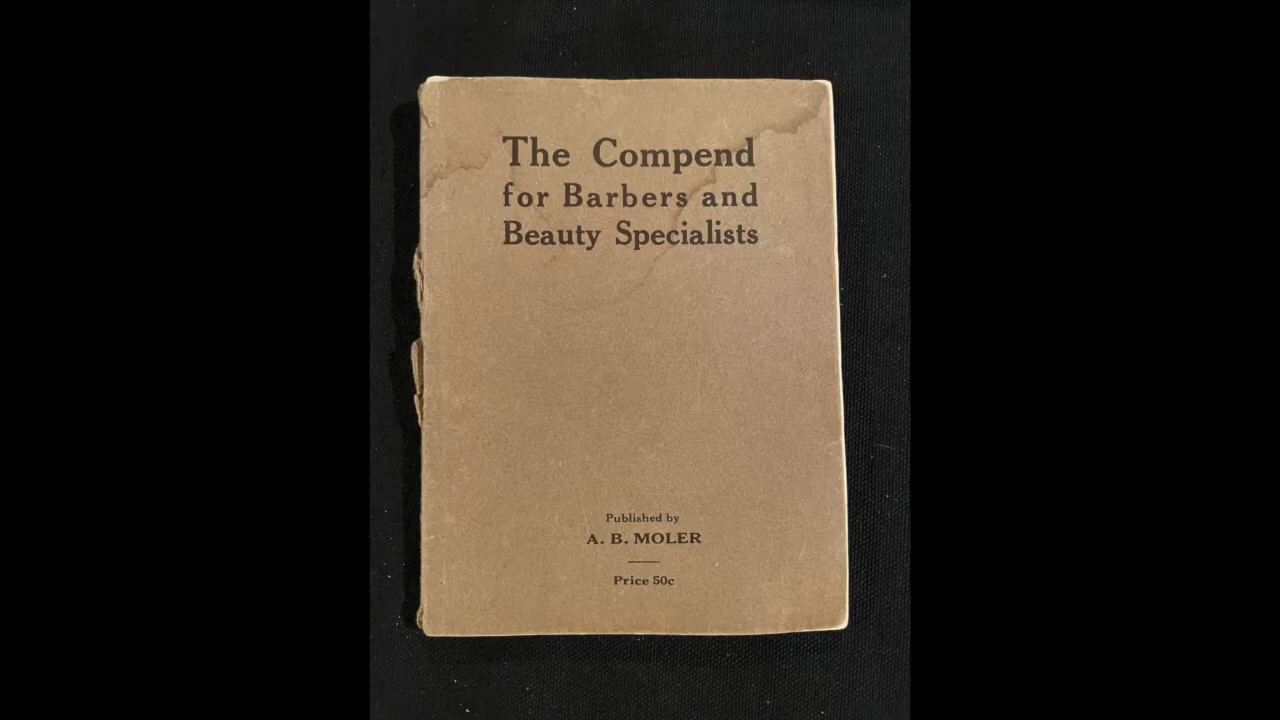 The Compend
for Barbers and
Beauty Specialists
Published by
A. B. MOLER
Price 50c